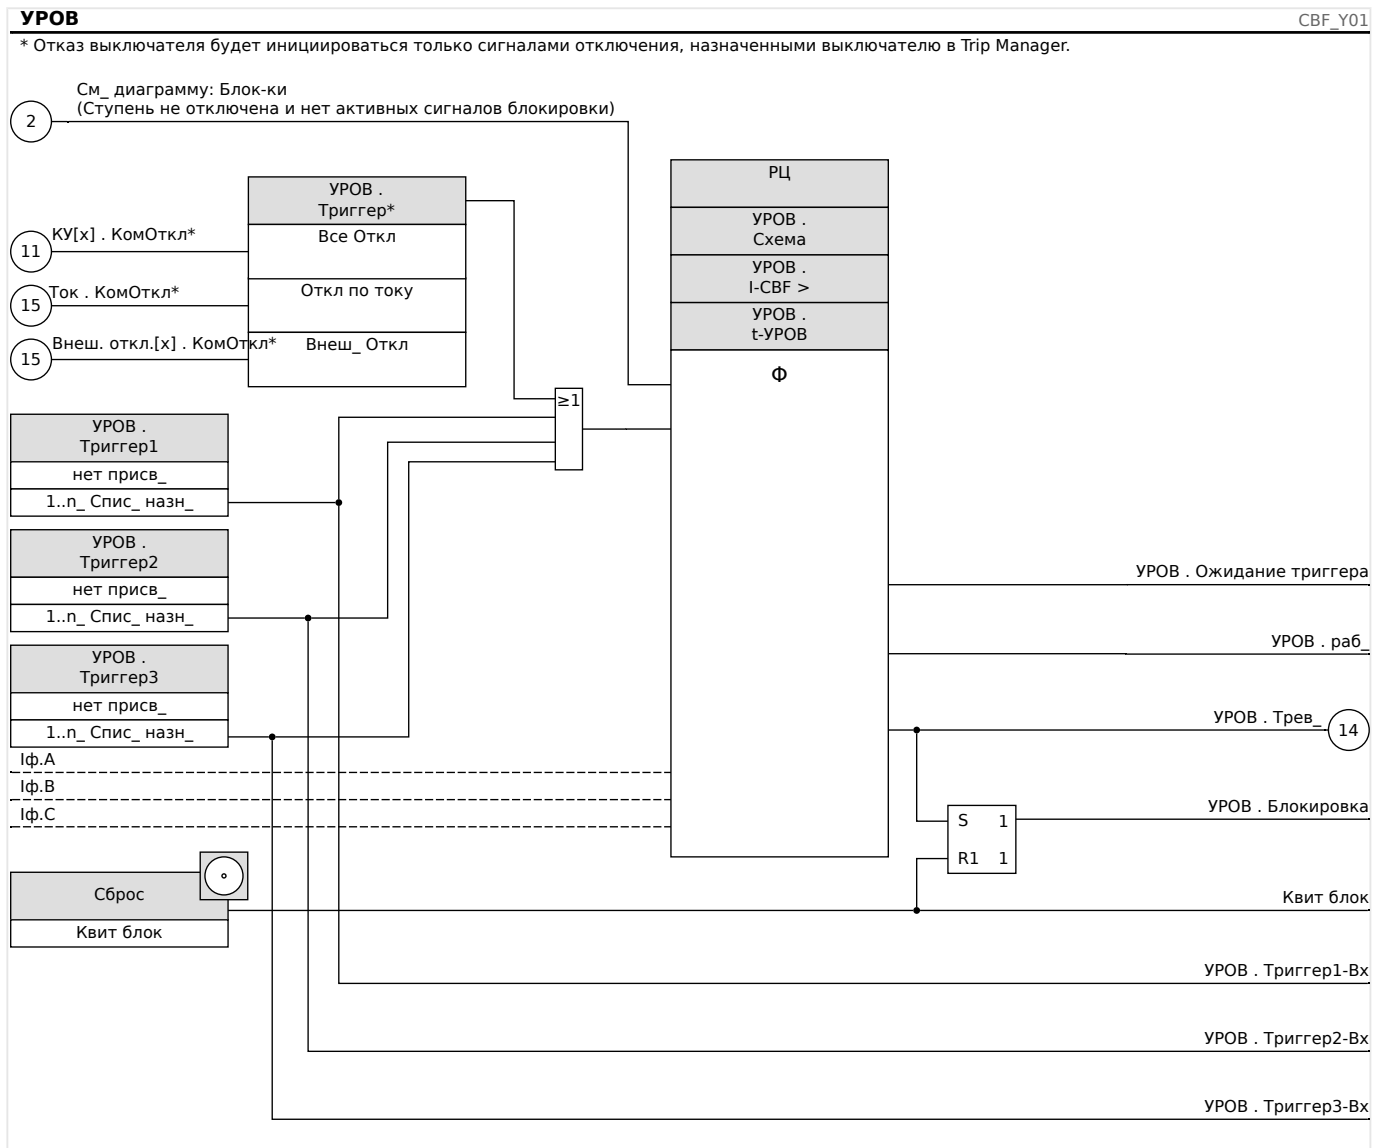 УРОВ
CBF_Y01
* Отказ выключателя будет инициироваться только сигналами отключения, назначенными выключателю в Trip Manager.
См_ диаграмму: Блок-ки
(Ступень не отключена и нет активных сигналов блокировки)
2
РЦ
УРОВ .
Схема
УРОВ .
I-CBF >
УРОВ .
t-УРОВ
Φ
УРОВ .
Триггер*
Все Откл
Откл по току
Внеш_ Откл
КУ[x] . КомОткл*
11
Ток . КомОткл*
15
Внеш. откл.[x] . КомОткл*
15
≥1
УРОВ .
Триггер1
нет присв_
1..n_ Спис_ назн_
УРОВ .
Триггер2
нет присв_
1..n_ Спис_ назн_
УРОВ .
Триггер3
нет присв_
1..n_ Спис_ назн_
Iф.A
Iф.B
Iф.C
УРОВ . Ожидание триггера
УРОВ . раб_
УРОВ . Трев_
14
S 1
R1 1
УРОВ . Блокировка
Сброс
Квит блок
Квит блок
УРОВ . Триггер1-Вх
УРОВ . Триггер2-Вх
УРОВ . Триггер3-Вх